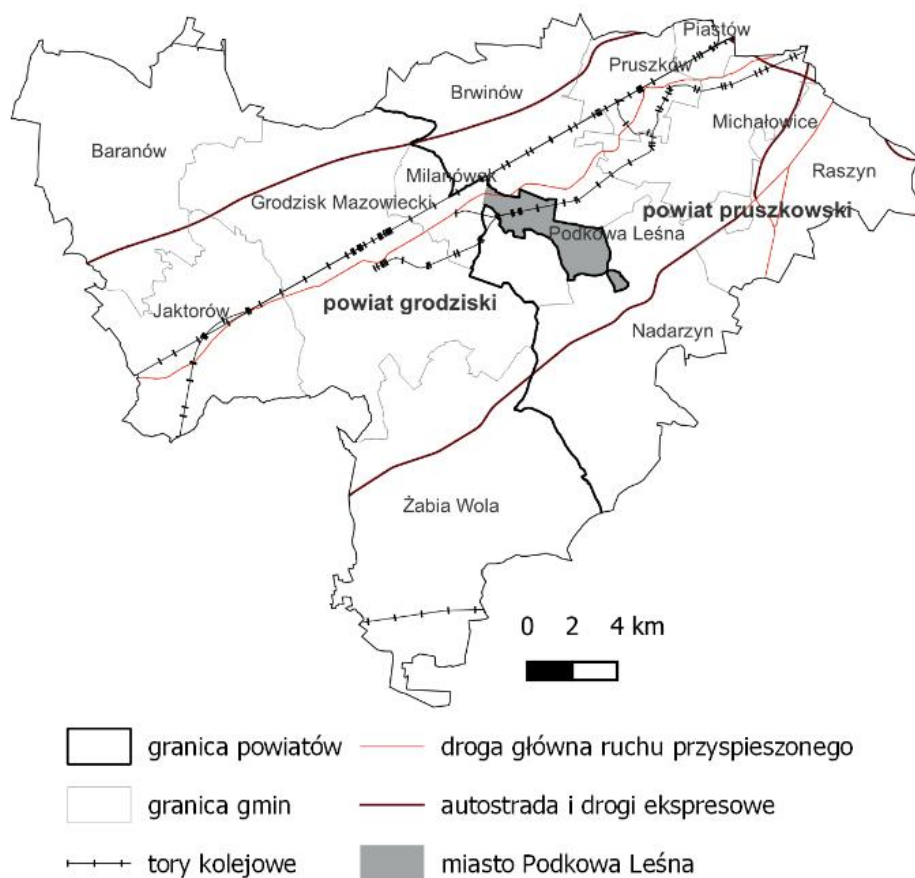 Piastów
Pruszków
Brwinów
Michałowice
Baranów
Milanówek
Raszyn
Grodzisk Mazowiecki
powiat pruszkowski
Podkowa Leśna
powiat grodziski
Jaktorów
Nadarzyn
Żabia Wola
0 2 4 km
granica powiatów
droga główna ruchu przyspieszonego
granica gmin
autostrada i drogi ekspresowe
tory kolejowe
miasto Podkowa Leśna